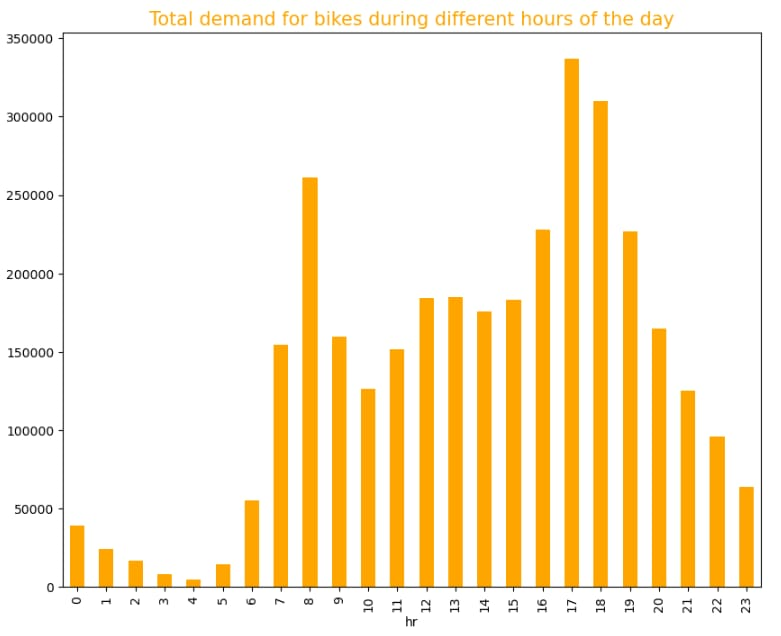 Total demand for bikes during different hours of the day
350000
300000
250000
200000
150000
100000
50000
0
0 1 2 3 4 5 6 7 8 9 10 11 12 13 14 15 16 17 18 19 20 21 22 23
hr